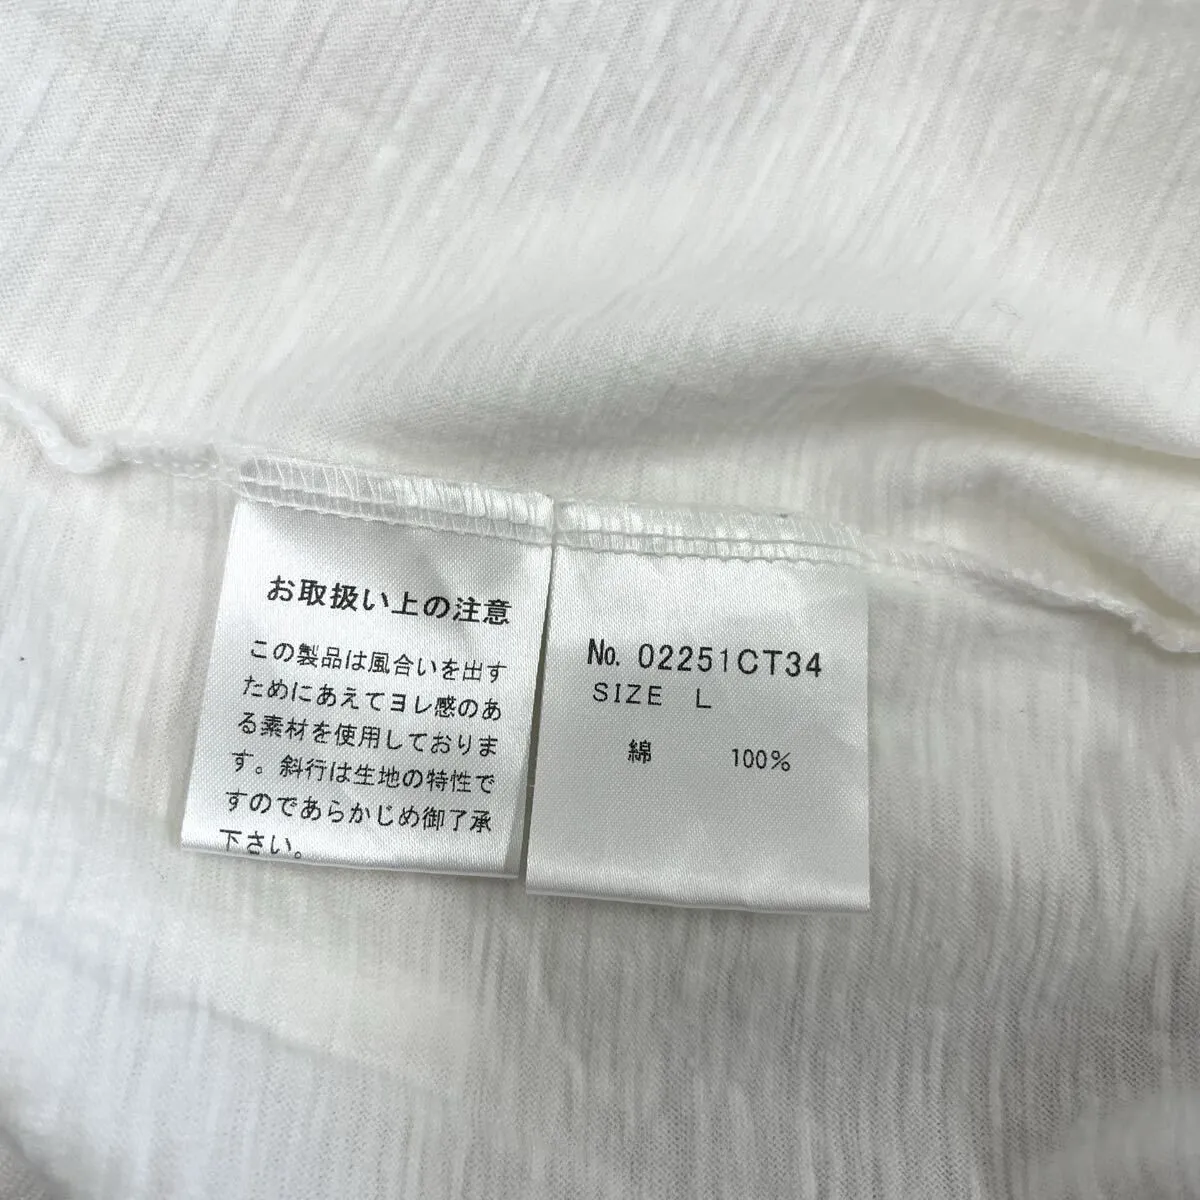 お取扱い上の注意
この製品は風合いを出す
ためにあえてヨレ感のあ
る素材を使用しておりま
す。斜行は生地の特性で
すのであらかじめ御了承
下さい。
№ 02251CT34
SIZE L
綿 100%